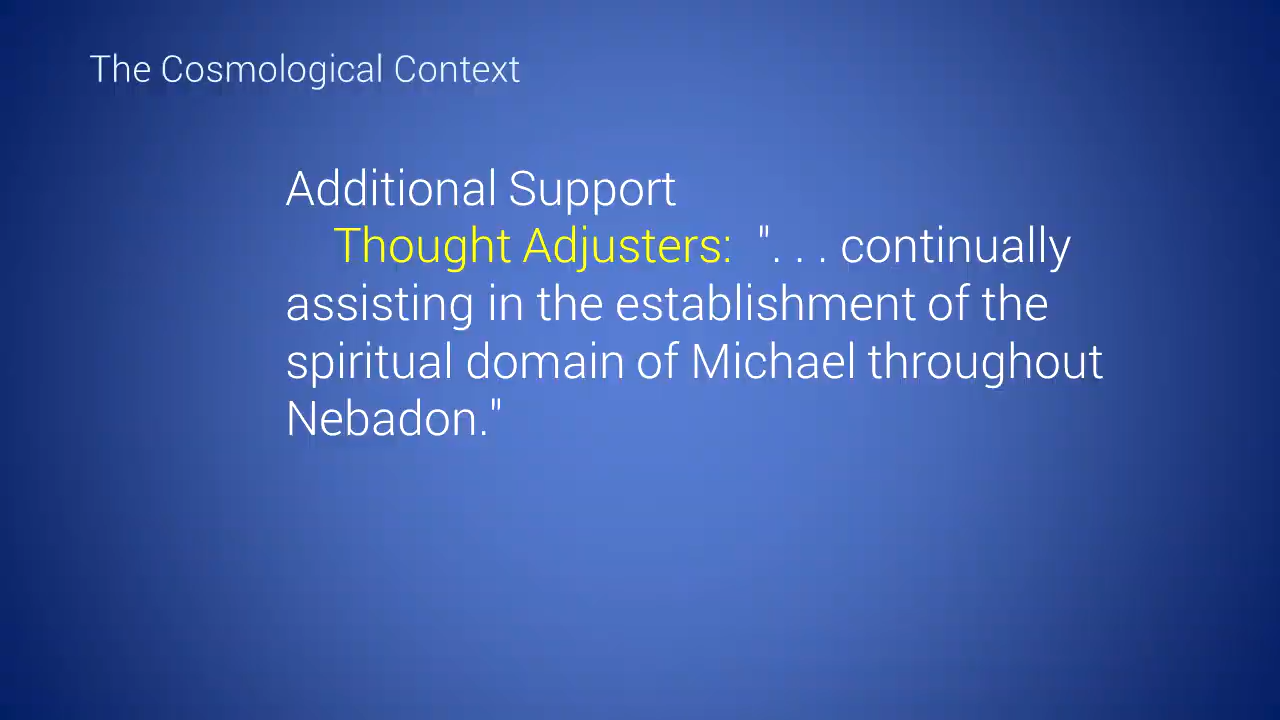 The Cosmological Context
Additional Support
Thought Adjusters: ". . . continually
assisting in the establishment of the
spiritual domain of Michael throughout
Nebadon."